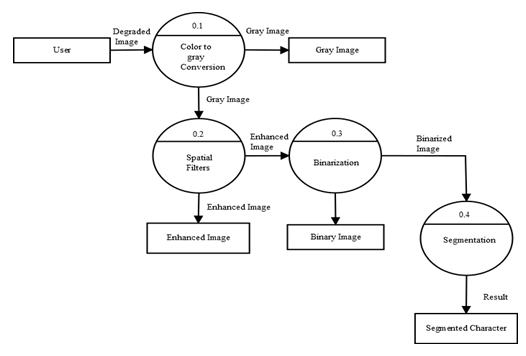 Degraded
Image
User
0.1
Color to
gray
Conversion
Gray Image
Gray Image
Gray Image
0.2
Spatial
Filters
Enhanced
Image
0.3
Binarization
Binarized
Image
Enhanced Image
Enhanced Image
Binary Image
0.4
Segmentation
Result
Segmented Character